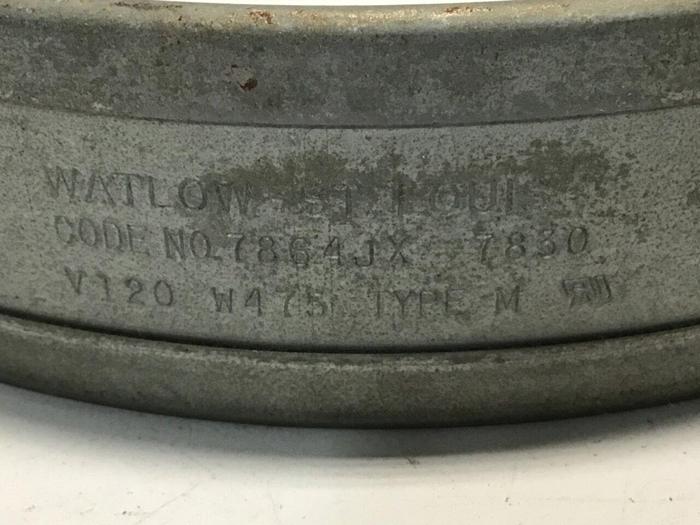 WATLOW ST. LOUIS
CODE NO. 7864JX 7830
V120 W475 TYPE M